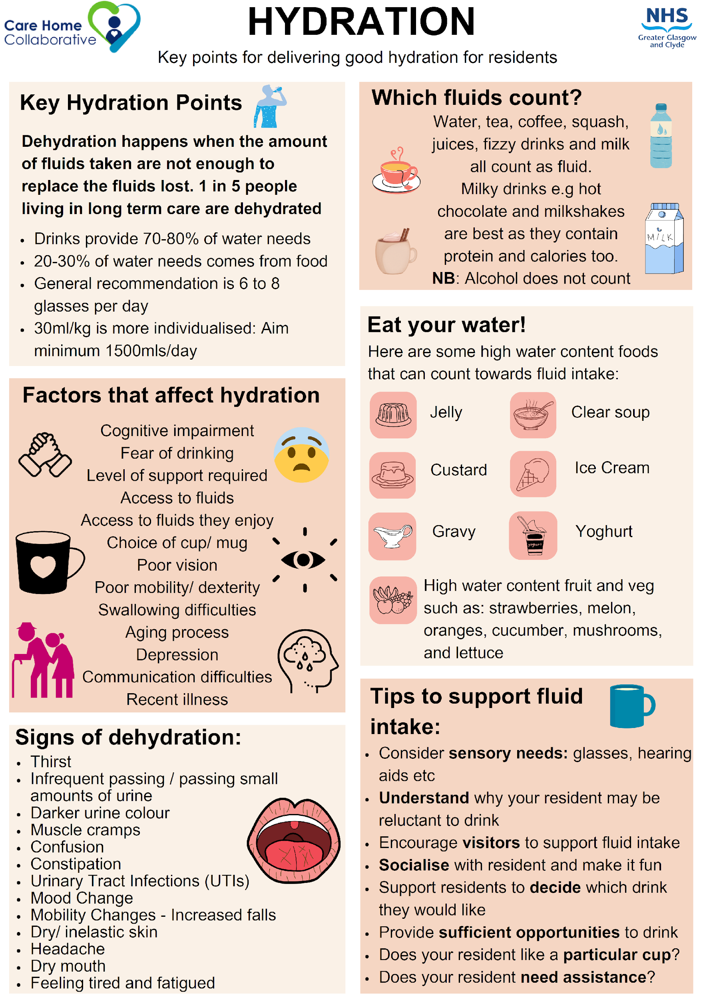 Care Home
Collaborative
HYDRATION
NHS
Greater Glasgow
and Clyde
Key points for delivering good hydration for residents
Key Hydration Points
Dehydration happens when the amount
of fluids taken are not enough to
replace the fluids lost. 1 in 5 people
living in long term care are dehydrated
• Drinks provide 70-80% of water needs
• 20-30% of water needs comes from food
• General recommendation is 6 to 8
glasses per day
• 30ml/kg is more individualised: Aim
minimum 1500mls/day
Factors that affect hydration
Cognitive impairment
Fear of drinking
Level of support required
Access to fluids
Access to fluids they enjoy
Choice of cup/ mug
Poor vision
Poor mobility/ dexterity
Swallowing difficulties
Aging process
Depression
Communication difficulties
Recent illness
Signs of dehydration:
• Thirst
• Infrequent passing / passing small
amounts of urine
• Darker urine colour
• Muscle cramps
• Confusion
• Constipation
• Urinary Tract Infections (UTIs)
• Mood Change
• Mobility Changes - Increased falls
• Dry/ inelastic skin
• Headache
• Dry mouth
• Feeling tired and fatigued
Which fluids count?
Water, tea, coffee, squash,
juices, fizzy drinks and milk
all count as fluid.
Milky drinks e.g hot
chocolate and milkshakes
are best as they contain
protein and calories too.
NB: Alcohol does not count
MILK
Eat your water!
Here are some high water content foods
that can count towards fluid intake:
Jelly
Clear soup
Custard
Ice Cream
Gravy
yoghurt
Yoghurt
High water content fruit and veg
such as: strawberries, melon,
oranges, cucumber, mushrooms,
and lettuce
Tips to support fluid
intake:
• Consider sensory needs: glasses, hearing
aids etc
• Understand why your resident may be
reluctant to drink
• Encourage visitors to support fluid intake
• Socialise with resident and make it fun
• Support residents to decide which drink
they would like
• Provide sufficient opportunities to drink
• Does your resident like a particular cup?
• Does your resident need assistance?